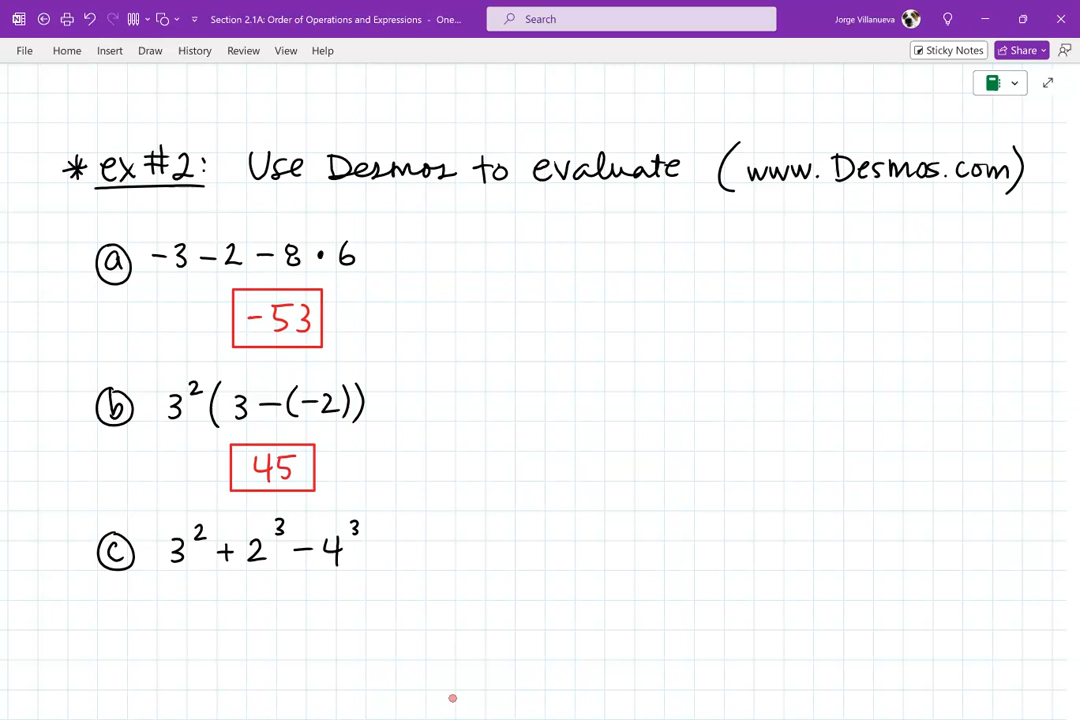 Section 2.1A: Order of Operations and Expressions - One...
Search
Jorge Villanueva
File Home Insert Draw History Review View Help
Sticky Notes Share
* ex #2: Use Desmos to evaluate (www.Desmos.com)
ⓐ -3 - 2 - 8 • 6
-53
ⓑ 3² (3 - (-2))
45
ⓒ 3² + 2³ - 4³